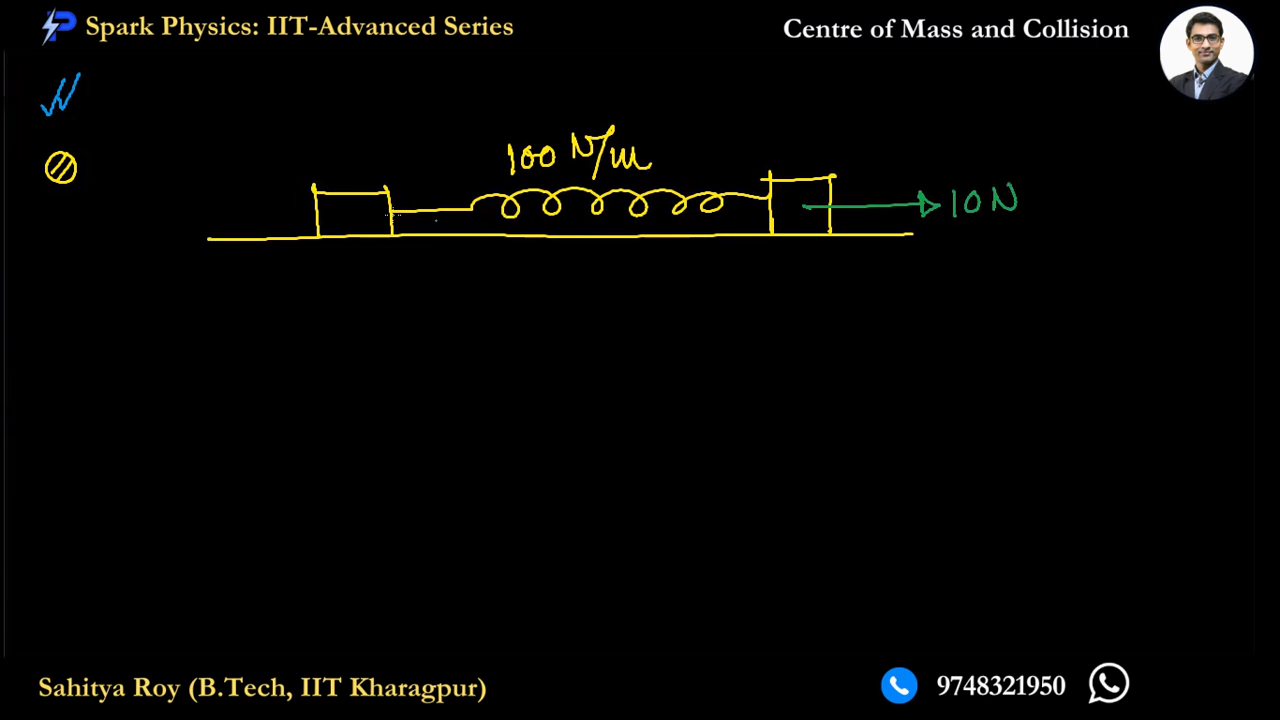 Spark Physics: IIT-Advanced Series
Centre of Mass and Collision
100 N/m
10 N
Sahitya Roy (B.Tech, IIT Kharagpur)
9748321950